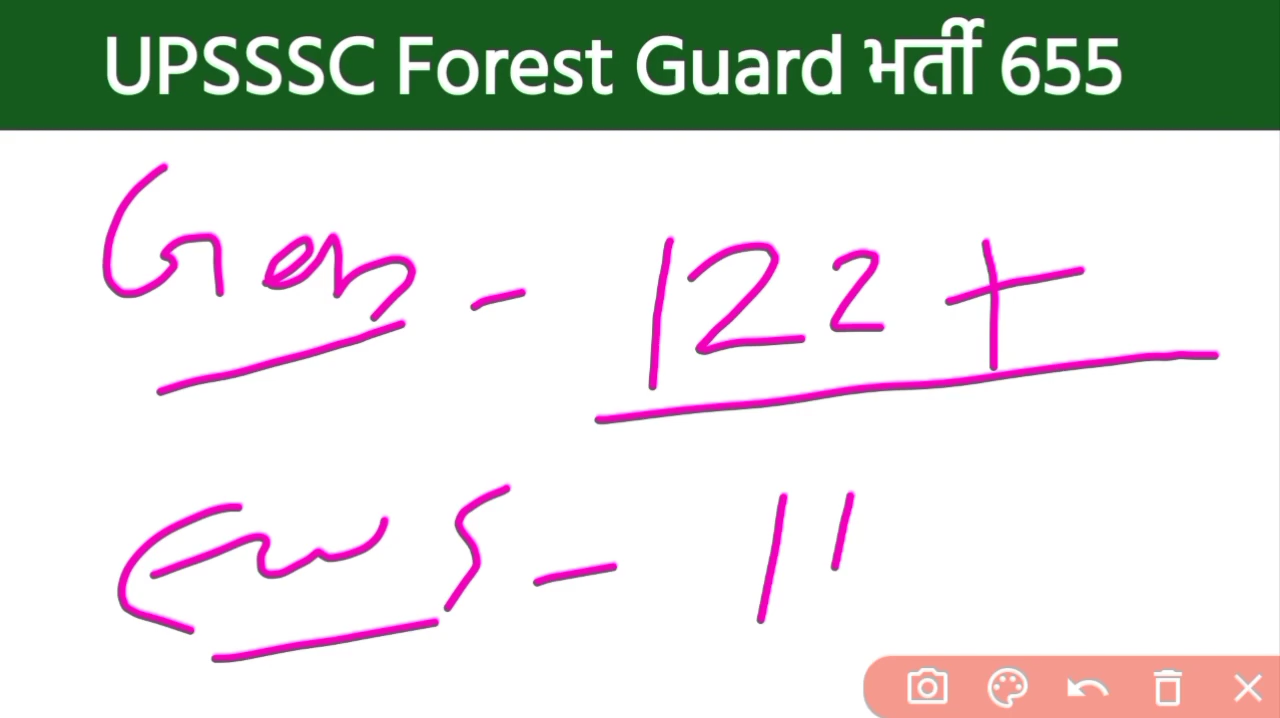 UPSSSC Forest Guard भर्ती 655
Gen - 122+
EWS - 11